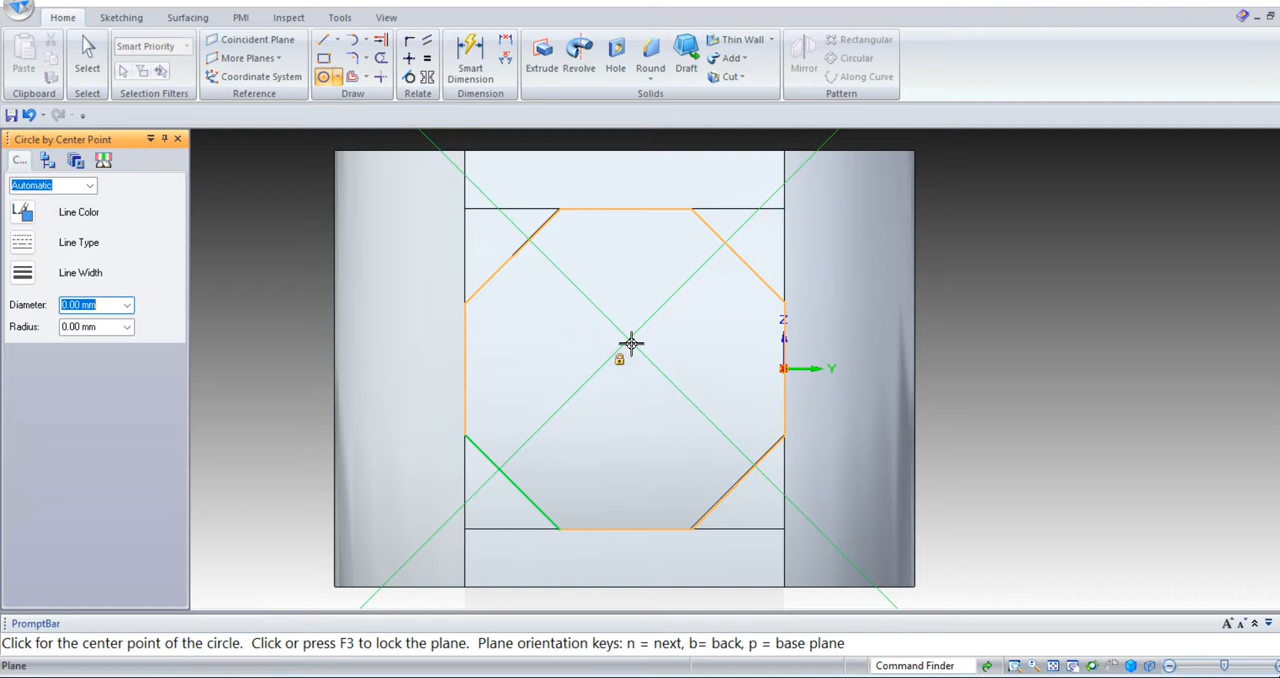 Home Sketching Surfacing PMI Inspect Tools View
Paste
Clipboard
Select
Select
Smart Priority
Selection Filters
Coincident Plane
More Planes
Coordinate System
Reference
Draw
Relate
Smart
Dimension
Dimension
Extrude Revolve Hole Round Draft
Thin Wall
Add
Cut
Solids
Mirror
Rectangular
Circular
Along Curve
Pattern
Circle by Center Point
C...
Automatic
Line Color
Line Type
Line Width
Diameter: 0.00 mm
Radius: 0.00 mm
Z
Y
PromptBar
Click for the center point of the circle. Click or press F3 to lock the plane. Plane orientation keys: n = next, b= back, p = base plane
Plane
Command Finder